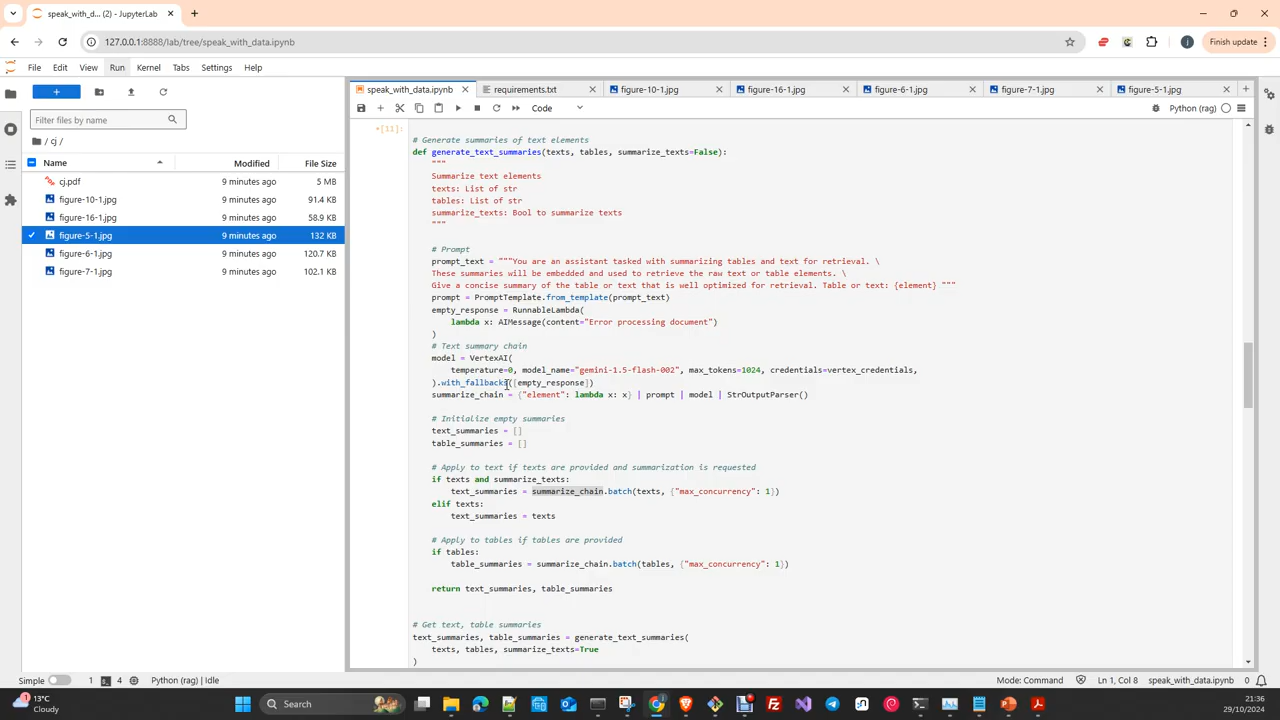 speak_with_d... (2) - JupyterLab
127.0.0.1:8888/lab/tree/speak_with_data.ipynb
Finish update
File Edit View Run Kernel Tabs Settings Help
Filter files by name
/ cj /
Name Modified File Size
cj.pdf 9 minutes ago 5 MB
figure-10-1.jpg 9 minutes ago 91.4 KB
figure-16-1.jpg 9 minutes ago 58.9 KB
figure-5-1.jpg 9 minutes ago 132 KB
figure-6-1.jpg 9 minutes ago 120.7 KB
figure-7-1.jpg 9 minutes ago 102.1 KB
speak_with_data.ipynb requirements.txt figure-10-1.jpg figure-16-1.jpg figure-6-1.jpg figure-7-1.jpg figure-5-1.jpg
Code Python (rag)
[11]:
# Generate summaries of text elements
def generate_text_summaries(texts, tables, summarize_texts=False):
"""
Summarize text elements
texts: List of str
tables: List of str
summarize_texts: Bool to summarize texts
"""
# Prompt
prompt_text = """You are an assistant tasked with summarizing tables and text for retrieval. \
These summaries will be embedded and used to retrieve the raw text or table elements. \
Give a concise summary of the table or text that is well optimized for retrieval. Table or text: {element} """
prompt = PromptTemplate.from_template(prompt_text)
empty_response = RunnableLambda(
lambda x: AIMessage(content="Error processing document")
)
# Text summary chain
model = VertexAI(
temperature=0, model_name="gemini-1.5-flash-002", max_tokens=1024, credentials=vertex_credentials,
).with_fallbacks([empty_response])
summarize_chain = {"element": lambda x: x} | prompt | model | StrOutputParser()
# Initialize empty summaries
text_summaries = []
table_summaries = []
# Apply to text if texts are provided and summarization is requested
if texts and summarize_texts:
text_summaries = summarize_chain.batch(texts, {"max_concurrency": 1})
elif texts:
text_summaries = texts
# Apply to tables if tables are provided
if tables:
table_summaries = summarize_chain.batch(tables, {"max_concurrency": 1})
return text_summaries, table_summaries
# Get text, table summaries
text_summaries, table_summaries = generate_text_summaries(
texts, tables, summarize_texts=True
)
Simple 1 4 Python (rag) | Idle Mode: Command Ln 1, Col 8 speak_with_data.ipynb 0
13°C
Cloudy
Search
21:36
29/10/2024